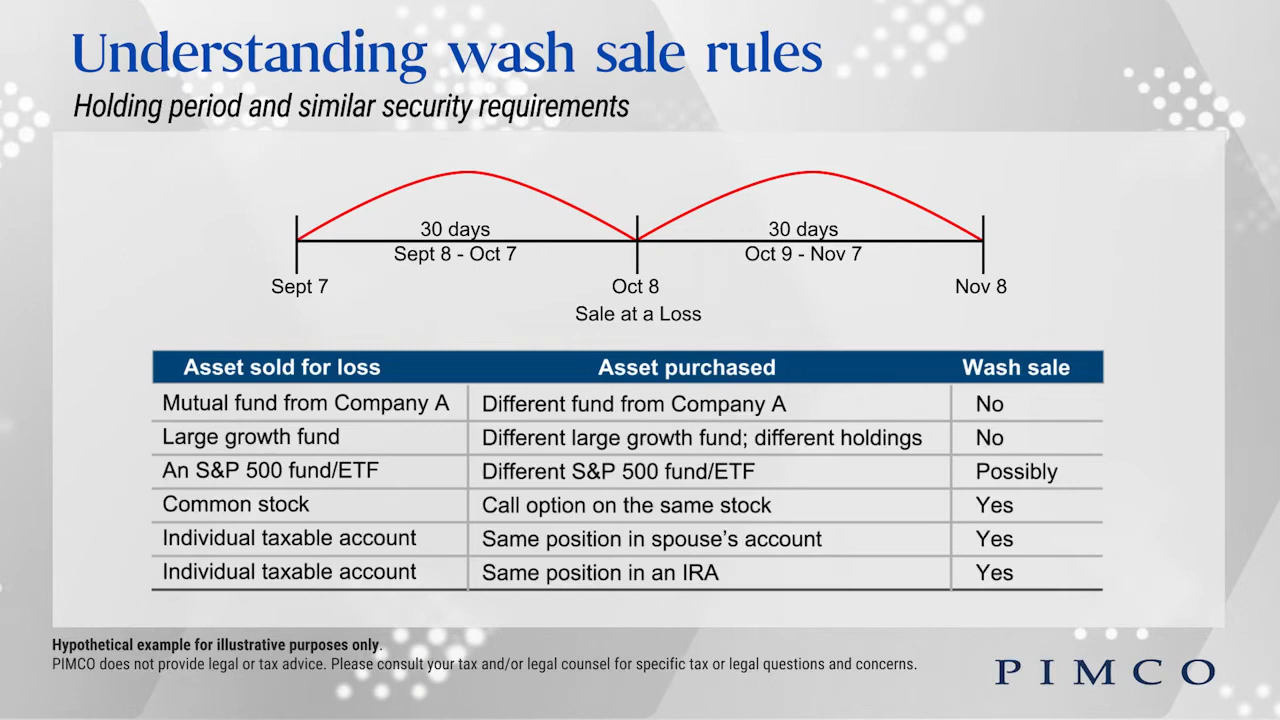 Understanding wash sale rules
Holding period and similar security requirements
30 days
30 days
Sept 8 - Oct 7
Oct 9 - Nov 7
Sept 7
Oct 8
Nov 8
Sale at a Loss
Asset sold for loss Asset purchased Wash sale
Mutual fund from Company A Different fund from Company A No
Large growth fund Different large growth fund; different holdings No
An S&P 500 fund/ETF Different S&P 500 fund/ETF Possibly
Common stock Call option on the same stock Yes
Individual taxable account Same position in spouse’s account Yes
Individual taxable account Same position in an IRA Yes
Hypothetical example for illustrative purposes only.
PIMCO does not provide legal or tax advice. Please consult your tax and/or legal counsel for specific tax or legal questions and concerns.
PIMCO